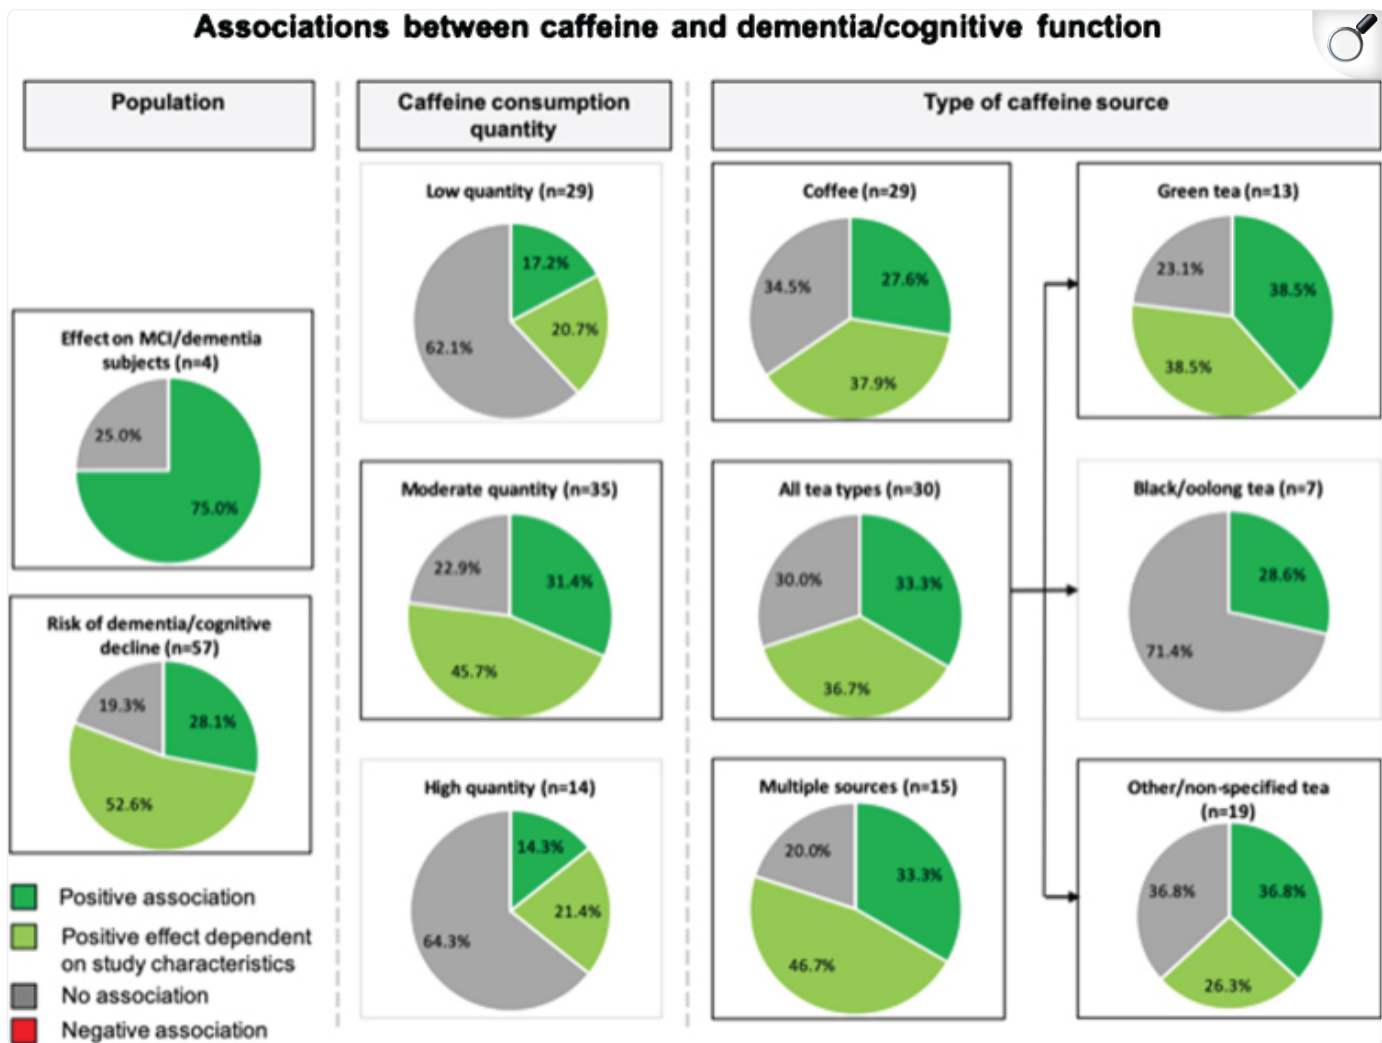 Associations between caffeine and dementia/cognitive function
Population
Effect on MCI/dementia
subjects (n=4)
25.0%
75.0%
Risk of dementia/cognitive
decline (n=57)
19.3%
28.1%
52.6%
Positive association
Positive effect dependent
on study characteristics
No association
Negative association
Caffeine consumption
quantity
Low quantity (n=29)
17.2%
20.7%
62.1%
Moderate quantity (n=35)
22.9%
31.4%
45.7%
High quantity (n=14)
14.3%
21.4%
64.3%
Type of caffeine source
Coffee (n=29)
27.6%
34.5%
37.9%
All tea types (n=30)
30.0%
33.3%
36.7%
Multiple sources (n=15)
20.0%
33.3%
46.7%
Green tea (n=13)
23.1%
38.5%
38.5%
Black/oolong tea (n=7)
28.6%
71.4%
Other/non-specified tea
(n=19)
36.8%
36.8%
26.3%